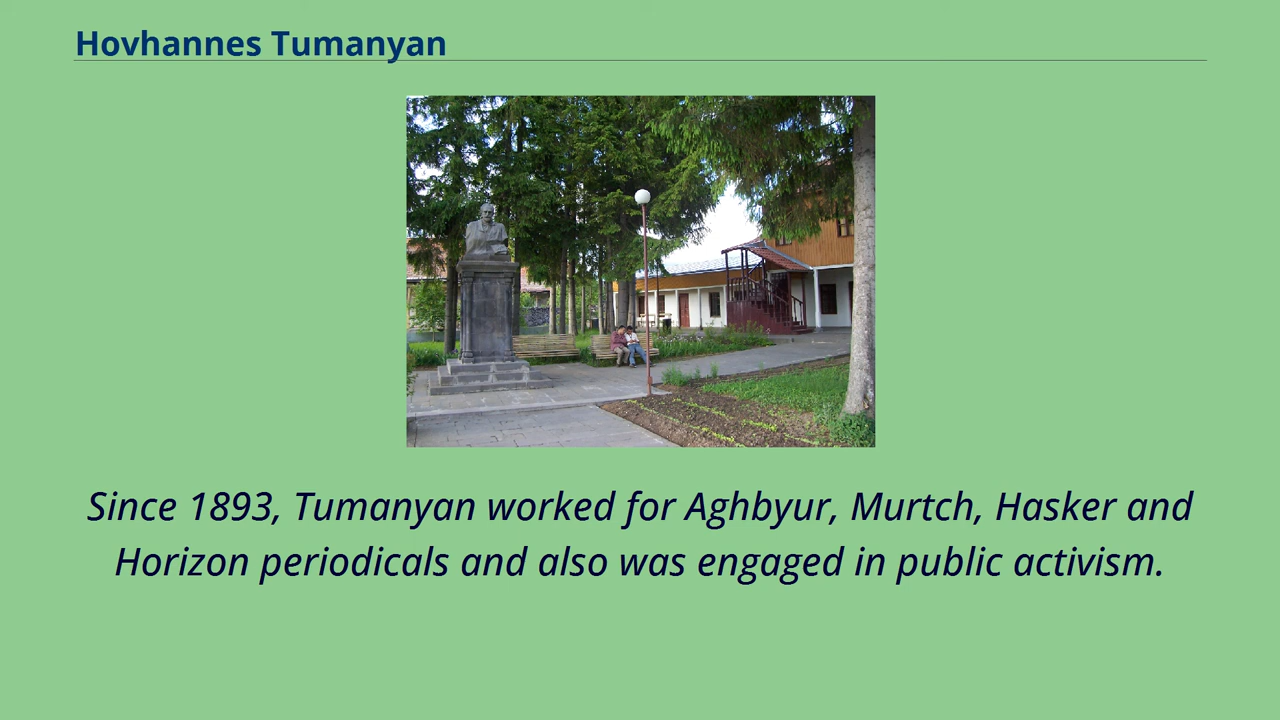 Hovhannes Tumanyan
Since 1893, Tumanyan worked for Aghbyur, Murtch, Hasker and
Horizon periodicals and also was engaged in public activism.